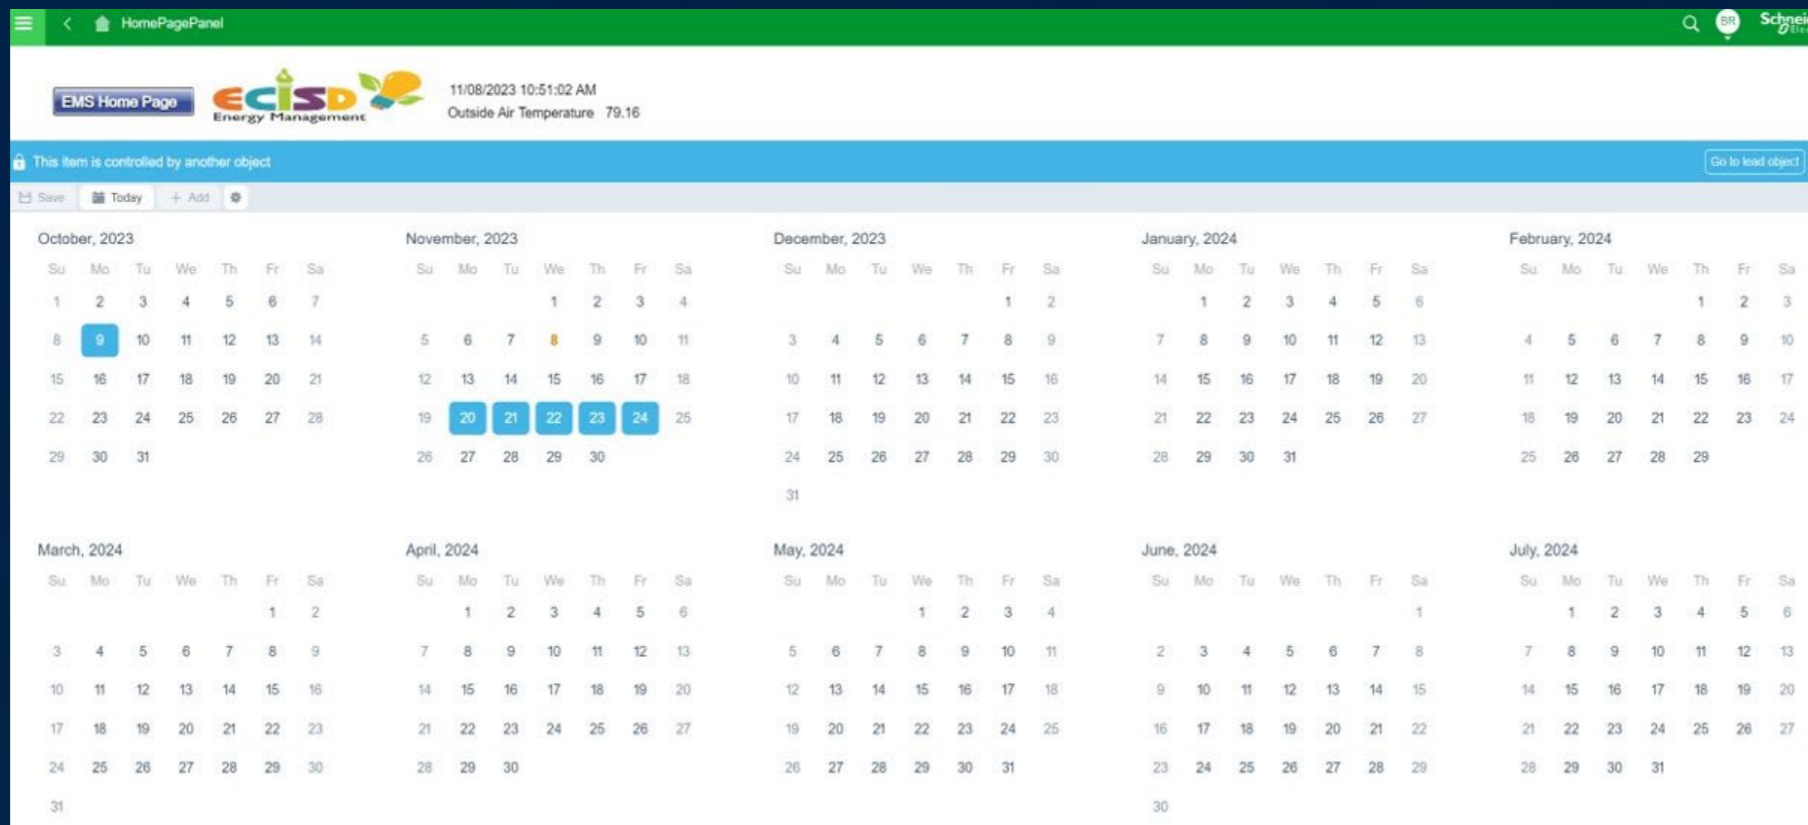 HomePagePanel BR
EMS Home Page ECISD Energy Management
11/08/2023 10:51:02 AM
Outside Air Temperature 79.16
This item is controlled by another object Go to lead object
Save Today + Add
October, 2023 November, 2023 December, 2023 January, 2024 February, 2024
Su Mo Tu We Th Fr Sa Su Mo Tu We Th Fr Sa Su Mo Tu We Th Fr Sa Su Mo Tu We Th Fr Sa Su Mo Tu We Th Fr Sa
1 2 3 4 5 6 7 1 2 3 4 1 2 1 2 3 4 5 6 1 2 3
8 9 10 11 12 13 14 5 6 7 8 9 10 11 3 4 5 6 7 8 9 7 8 9 10 11 12 13 4 5 6 7 8 9 10
15 16 17 18 19 20 21 12 13 14 15 16 17 18 10 11 12 13 14 15 16 14 15 16 17 18 19 20 11 12 13 14 15 16 17
22 23 24 25 26 27 28 19 20 21 22 23 24 25 17 18 19 20 21 22 23 21 22 23 24 25 26 27 18 19 20 21 22 23 24
29 30 31 26 27 28 29 30 24 25 26 27 28 29 30 28 29 30 31 25 26 27 28 29
31
March, 2024 April, 2024 May, 2024 June, 2024 July, 2024
Su Mo Tu We Th Fr Sa Su Mo Tu We Th Fr Sa Su Mo Tu We Th Fr Sa Su Mo Tu We Th Fr Sa Su Mo Tu We Th Fr Sa
1 2 1 2 3 4 5 6 1 2 3 4 1 1 2 3 4 5 6
3 4 5 6 7 8 9 7 8 9 10 11 12 13 5 6 7 8 9 10 11 2 3 4 5 6 7 8 7 8 9 10 11 12 13
10 11 12 13 14 15 16 14 15 16 17 18 19 20 12 13 14 15 16 17 18 9 10 11 12 13 14 15 14 15 16 17 18 19 20
17 18 19 20 21 22 23 21 22 23 24 25 26 27 19 20 21 22 23 24 25 16 17 18 19 20 21 22 21 22 23 24 25 26 27
24 25 26 27 28 29 30 28 29 30 26 27 28 29 30 31 23 24 25 26 27 28 29 28 29 30 31
31 30